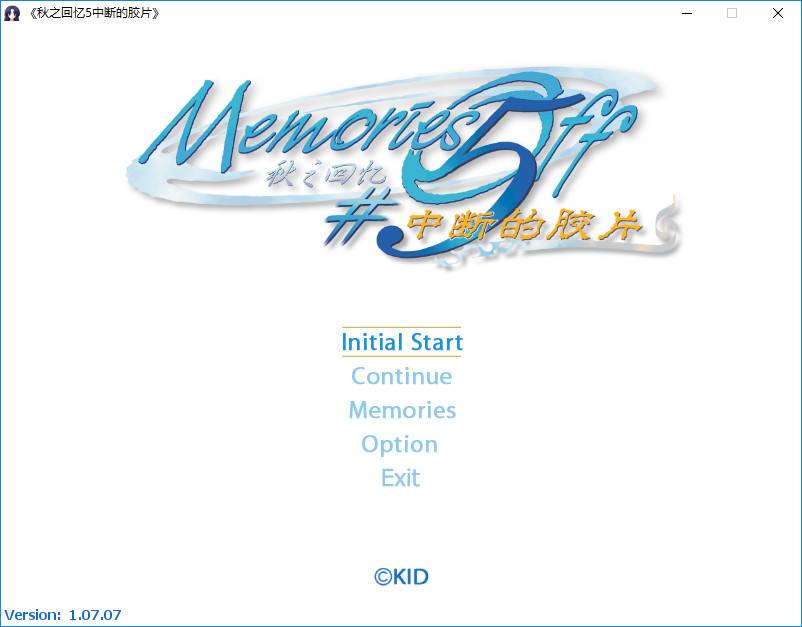 《秋之回忆5中断的胶片》
Memories Off 5
秋之回忆
#中断的胶片
Initial Start
Continue
Memories
Option
Exit
©KID
Version: 1.07.07